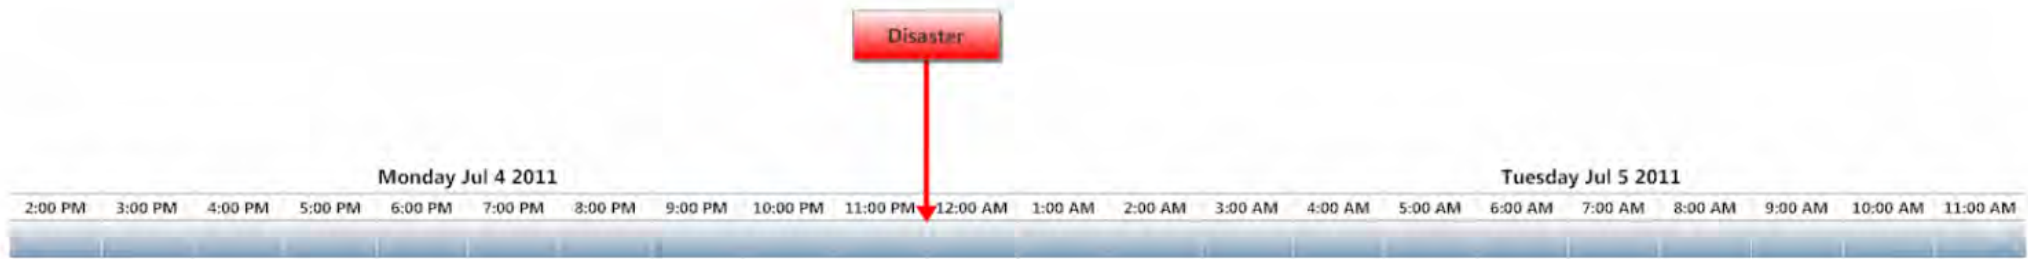 Disaster
Monday Jul 4 2011 Tuesday Jul 5 2011
2:00 PM 3:00 PM 4:00 PM 5:00 PM 6:00 PM 7:00 PM 8:00 PM 9:00 PM 10:00 PM 11:00 PM 12:00 AM 1:00 AM 2:00 AM 3:00 AM 4:00 AM 5:00 AM 6:00 AM 7:00 AM 8:00 AM 9:00 AM 10:00 AM 11:00 AM